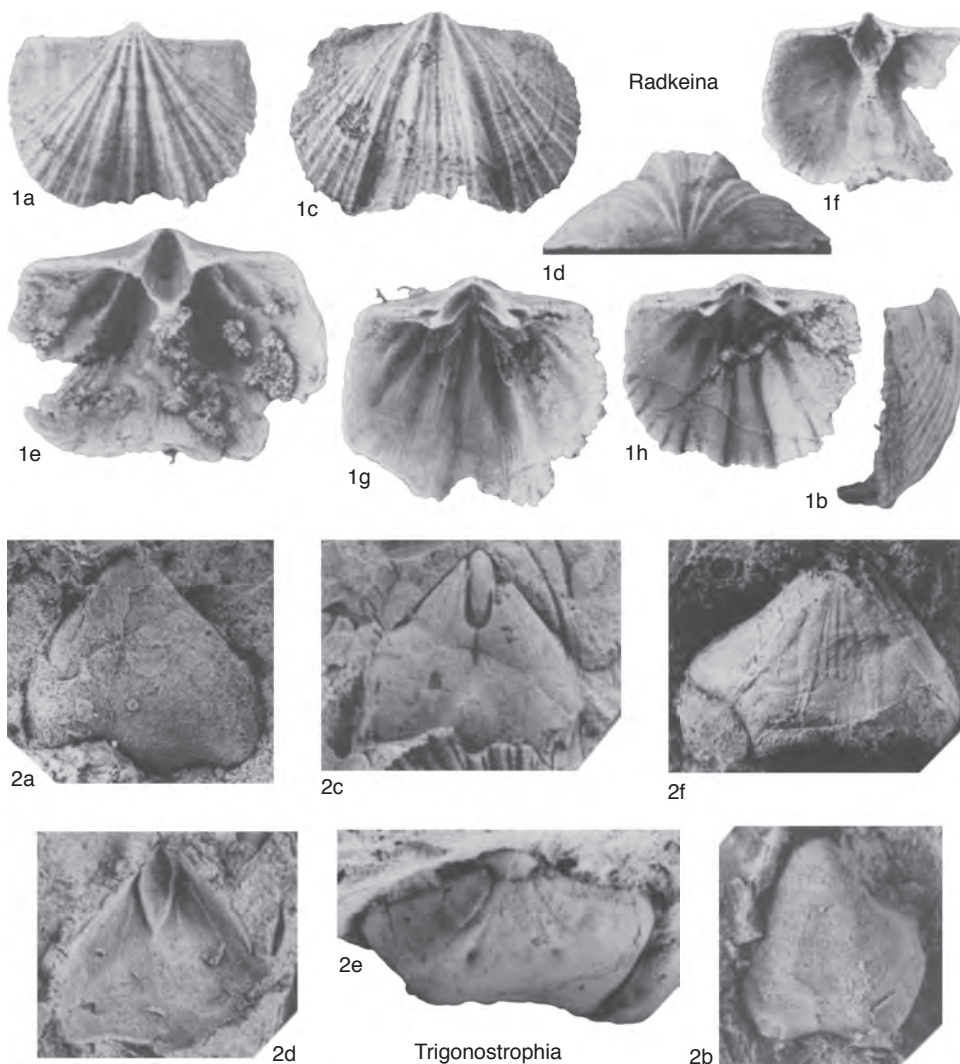 Radkeina
1a
1c
1f
1d
1e
1g
1h
1b
2a
2c
2f
2d
2e
Trigonostrophia
2b